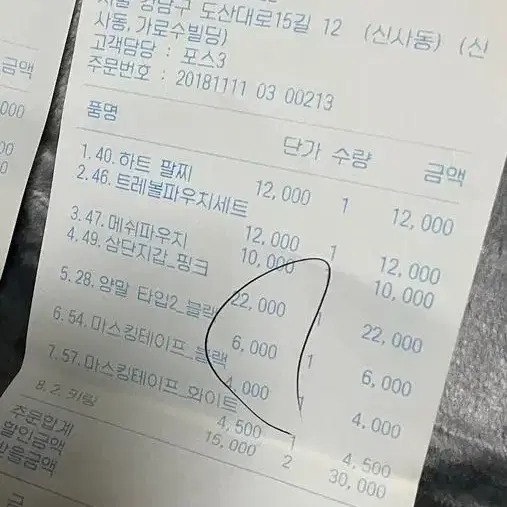 강남구 도산대로15길 12 (신사동) (신
사동, 가로수빌딩)
고객담당 : 포스3
주문번호 : 20181111 03 00213
품명 단가 수량 금액
1.40.하트 팔찌
12,000 1 12,000
2.46.트레볼파우치세트
12,000 1 12,000
3.47.메쉬파우치
10,000 10,000
4.49.삼단지갑_핑크
22,000 1 22,000
5.28.양말 타입2_블랙
6,000 1 6,000
6.54.마스킹테이프_블랙
4,000 1 4,000
7.57.마스킹테이프_화이트
4,500 1 4,500
15,000 2 30,000
주문합계
할인금액
받을금액
금액
000
00
0